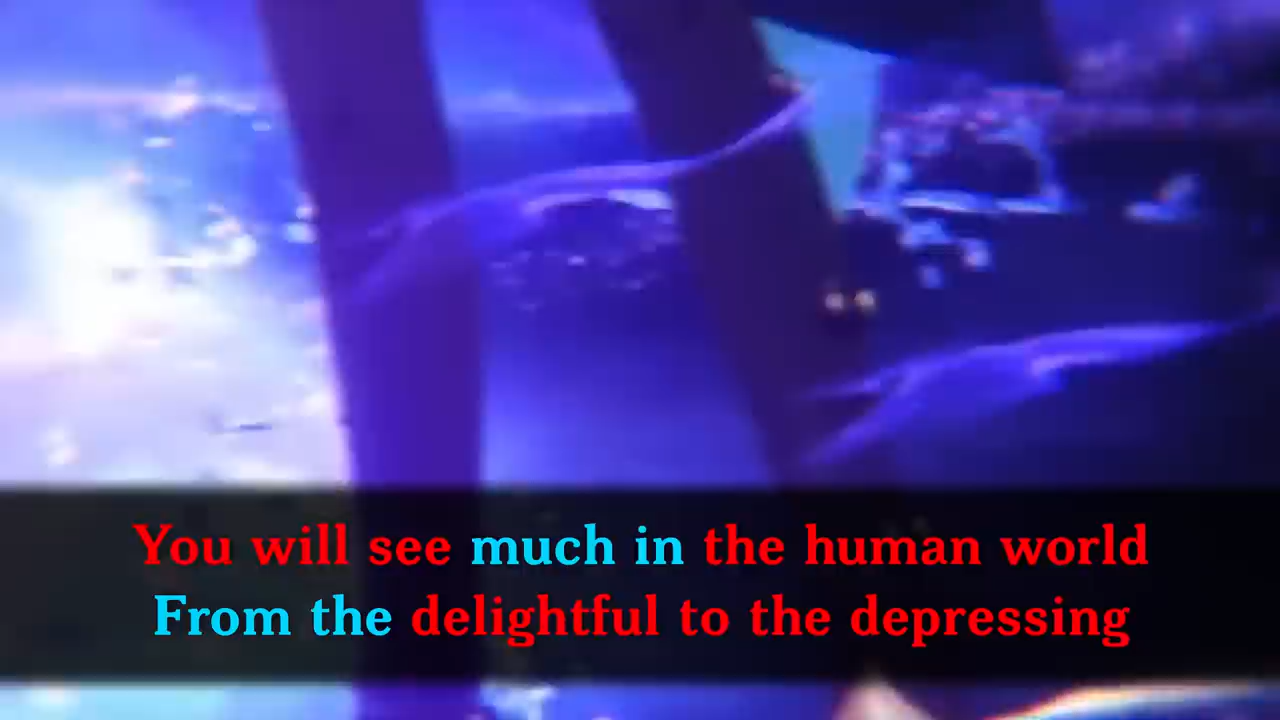 You will see much in the human world
From the delightful to the depressing